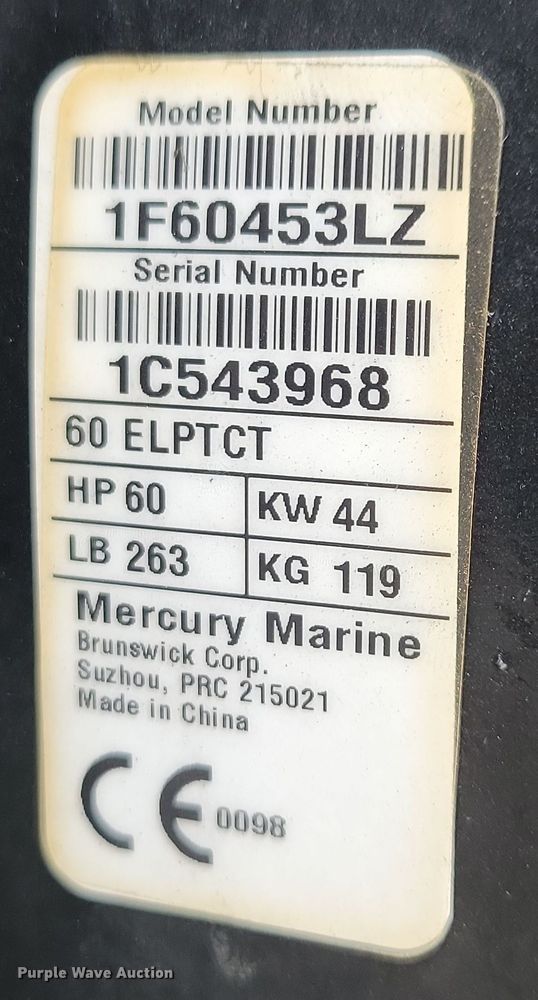 Model Number
1F60453LZ
Serial Number
1C543968
60 ELPTCT
HP 60 KW 44
LB 263 KG 119
Mercury Marine
Brunswick Corp.
Suzhou, PRC 215021
Made in China
CE 0098
Purple Wave Auction